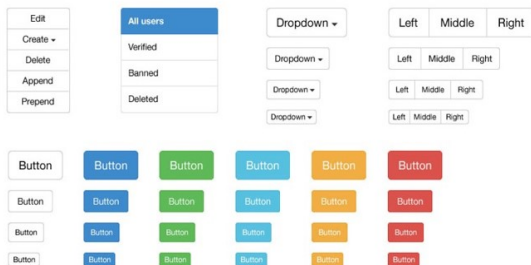 Edit
Create
Delete
Append
Prepend
All users
Verified
Banned
Deleted
Dropdown
Dropdown
Dropdown
Dropdown
Left Middle Right
Left Middle Right
Left Middle Right
Left Middle Right
Button Button Button Button Button Button
Button Button Button Button Button Button
Button Button Button Button Button Button
Button Button Button Button Button Button